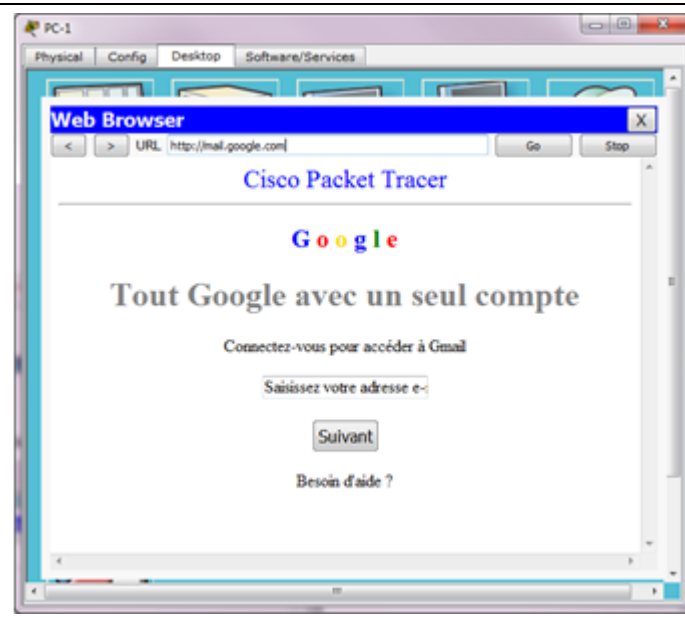 PC-1
Physical Config Desktop Software/Services
Web Browser X
< > URL http://mail.google.com Go Stop
Cisco Packet Tracer
Google
Tout Google avec un seul compte
Connectez-vous pour accéder à Gmail
Saisissez votre adresse e-
Suivant
Besoin d'aide ?